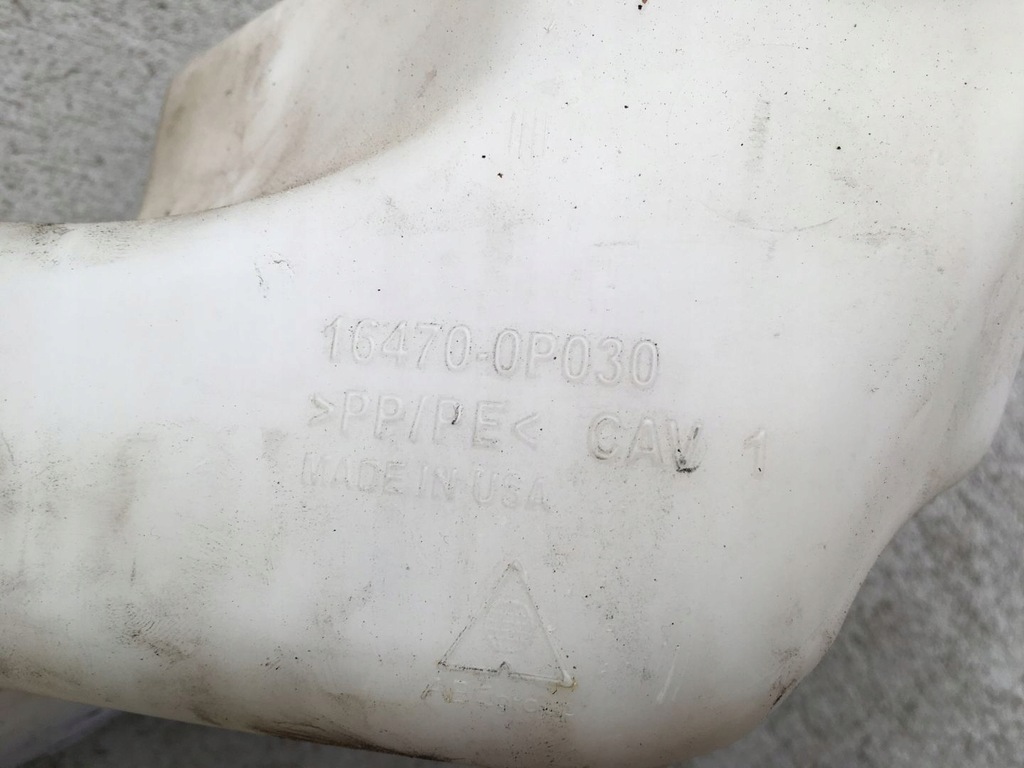 16470-0P030
>PP/PE< CAV 1
MADE IN USA